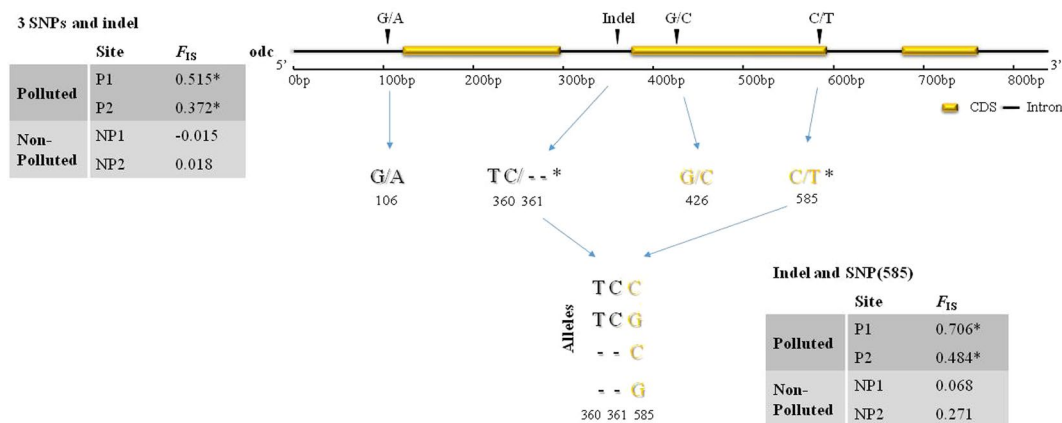 3 SNPs and indel
Site FIS
Polluted P1 0.515*
P2 0.372*
Non-Polluted NP1 -0.015
NP2 0.018
G/A Indel G/C C/T
odc
5’ 3’
0bp 100bp 200bp 300bp 400bp 500bp 600bp 700bp 800bp
CDS Intron
G/A TC/-- * G/C C/T *
106 360 361 426 585
Alleles
T C C
T C G
- - C
- - G
360 361 585
Indel and SNP(585)
Site FIS
Polluted P1 0.706*
P2 0.484*
Non-Polluted NP1 0.068
NP2 0.271